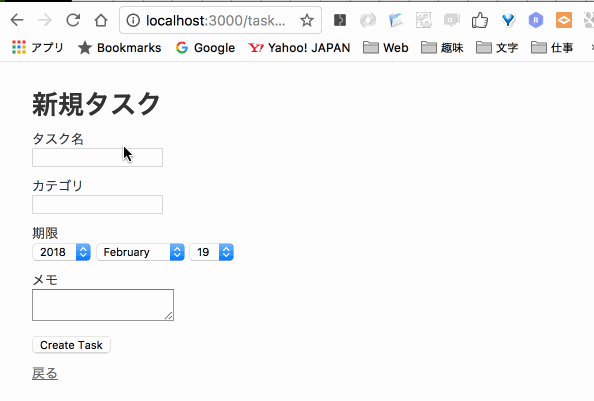 localhost:3000/task...
アプリ Bookmarks Google Yahoo! JAPAN Web 趣味 文字 仕事
新規タスク
タスク名
カテゴリ
期限
2018 February 19
メモ
Create Task
戻る